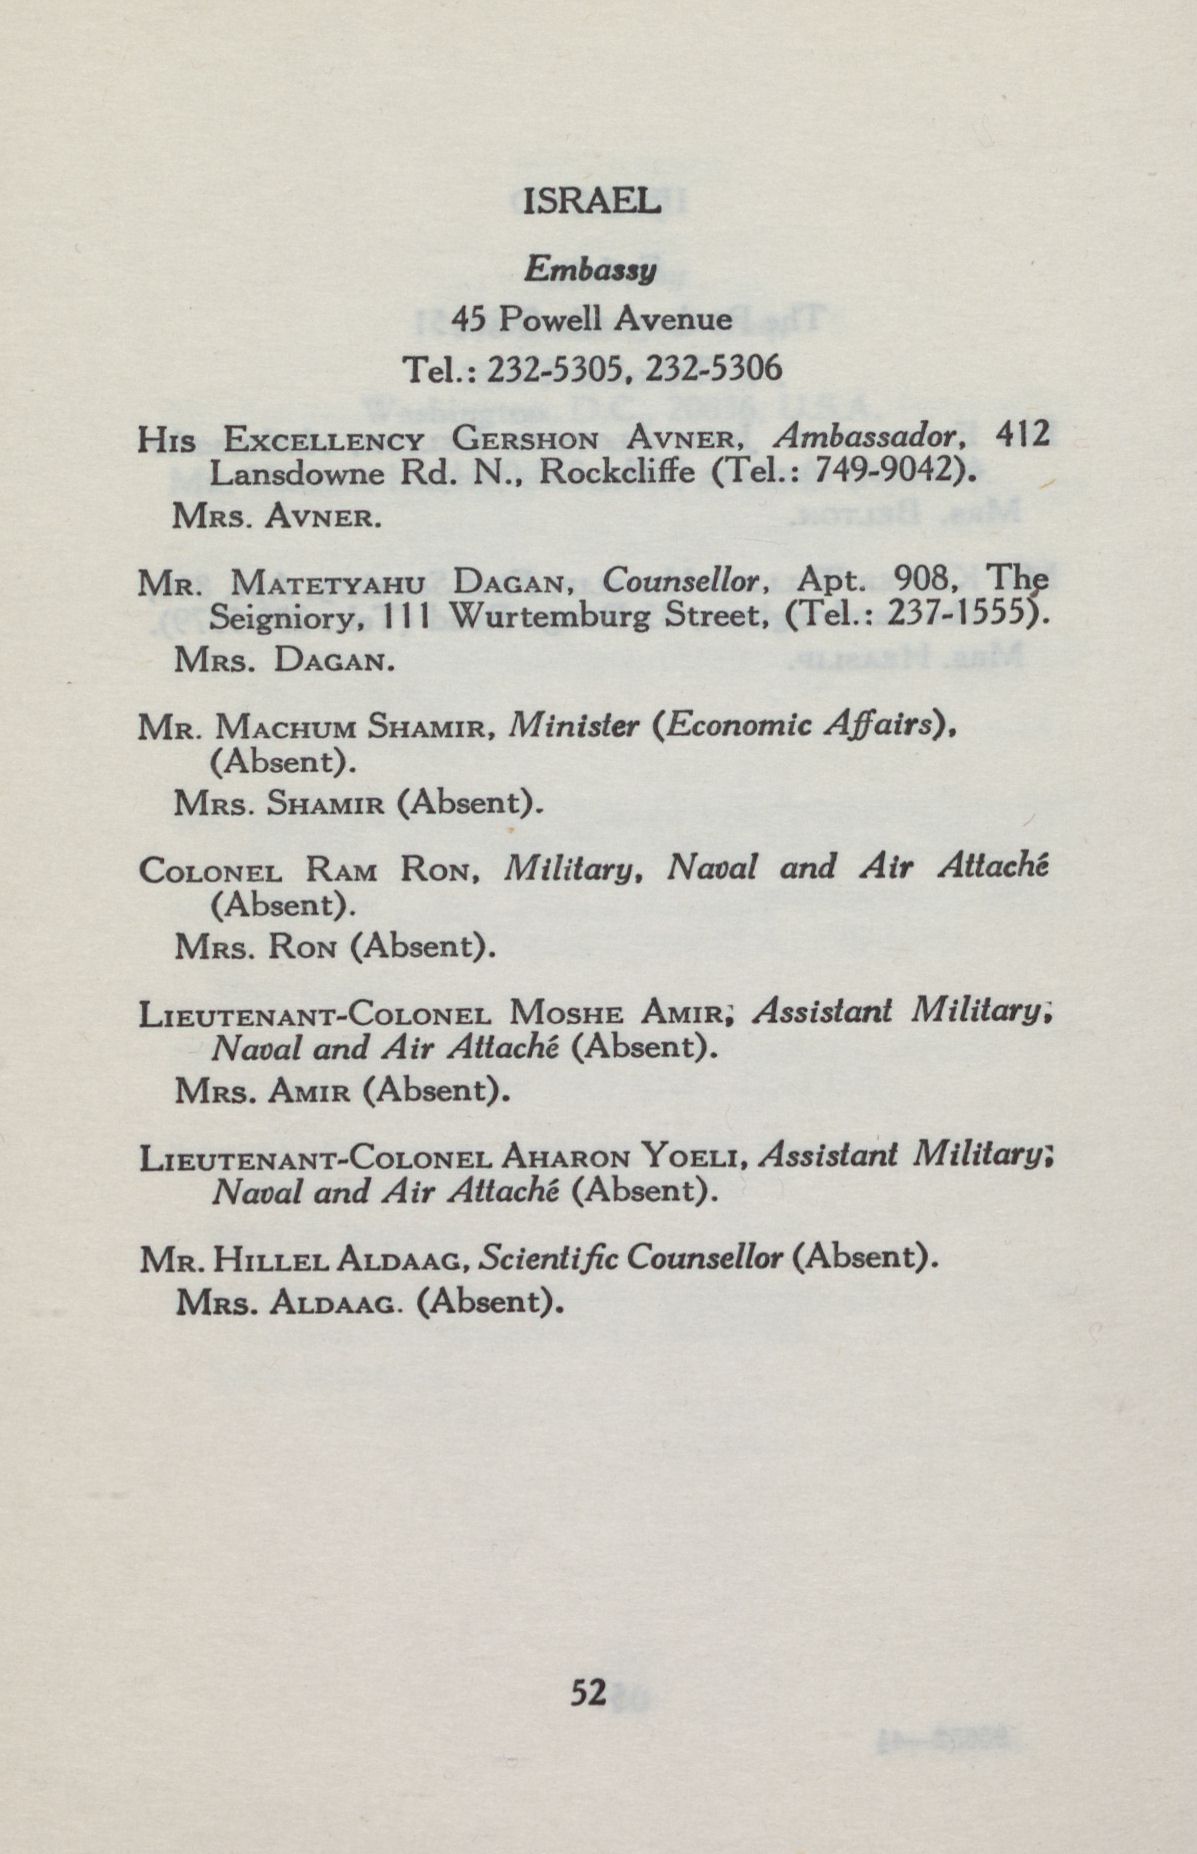 ISRAEL
Embassy
45 Powell Avenue
Tel.: 232-5305, 232-5306
His Excellency Gershon Avner, Ambassador, 412
Lansdowne Rd. N., Rockcliffe (Tel.: 749-9042).
Mrs. Avner.
Mr. Matetyahu Dagan, Counsellor, Apt. 908, The
Seigniory, 111 Wurtemburg Street, (Tel.: 237-1555).
Mrs. Dagan.
Mr. Machum Shamir, Minister (Economic Affairs),
(Absent).
Mrs. Shamir (Absent).
Colonel Ram Ron, Military, Naval and Air Attaché
(Absent).
Mrs. Ron (Absent).
Lieutenant-Colonel Moshe Amir, Assistant Military,
Naval and Air Attaché (Absent).
Mrs. Amir (Absent).
Lieutenant-Colonel Aharon Yoeli, Assistant Military,
Naval and Air Attaché (Absent).
Mr. Hillel Aldaag, Scientific Counsellor (Absent).
Mrs. Aldaag. (Absent).
52